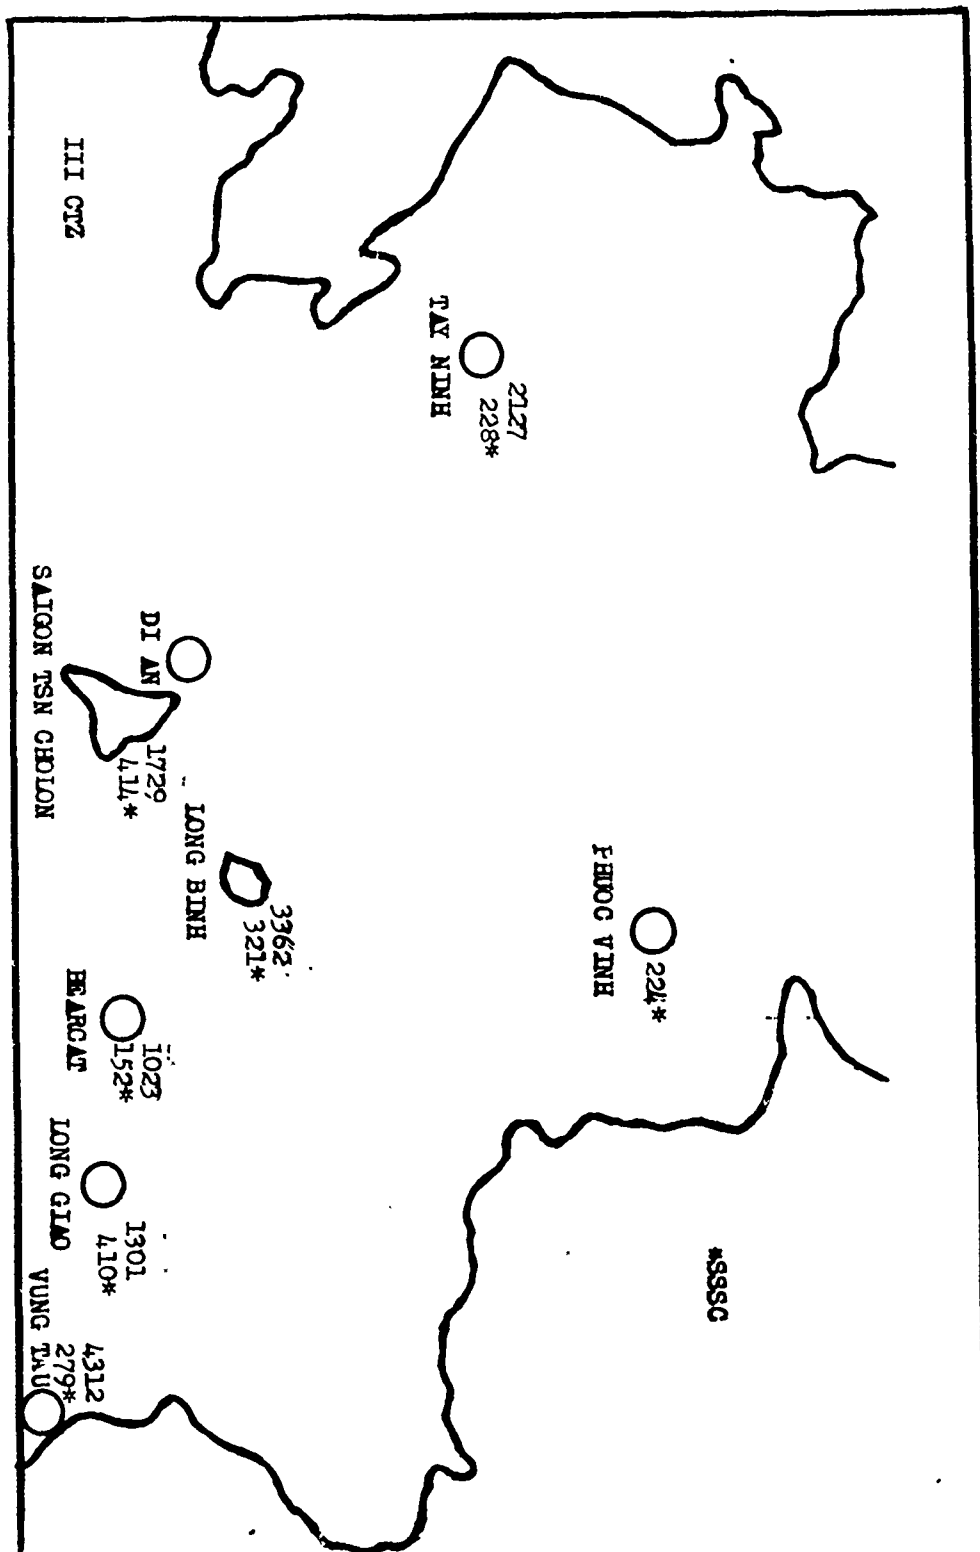 *SSSC
PHUOC VINH
224*
TAY NINH
2127
228*
LONG BINH
3362
321*
DI AN
1729
414*
SAIGON TSN CHOLON
BEARCAT
1023
152*
LONG GIAO
1301
410*
VUNG TAU
4312
279*
III CTZ